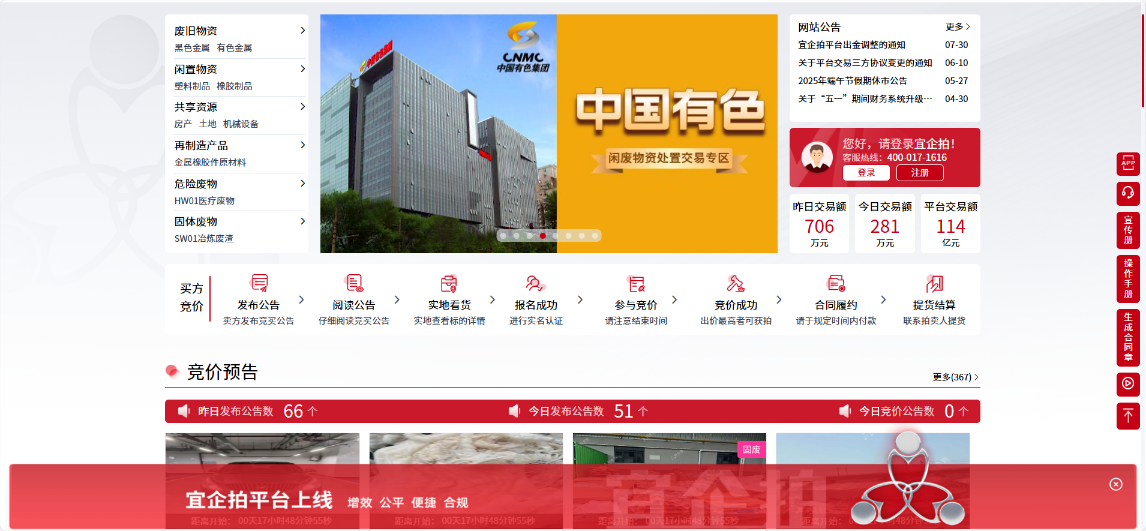 废旧物资
黑色金属 有色金属
闲置物资
塑料制品 橡胶制品
共享资源
房产 土地 机械设备
再制造产品
金属橡胶件原材料
危险废物
HW01医疗废物
固体废物
SW01冶炼废渣
CNMC
中国有色集团
中国有色
闲废物资处置交易专区
网站公告 更多
宜企拍平台出金调整的通知 07-30
关于平台交易三方协议变更的通知 06-10
2025年端午节假期休市公告 05-27
关于“五一”期间财务系统升级… 04-30
您好，请登录宜企拍！
客服热线：400-017-1616
登录 注册
昨日交易额 今日交易额 平台交易额
706 281 114
万元 万元 亿元
APP
宣传册
操作手册
生成合同章
买方
竞价
发布公告 阅读公告 实地看货 报名成功 参与竞价 竞价成功 合同履约 提货结算
卖方发布竞买公告 仔细阅读竞买公告 实地查看标的详情 进行实名认证 请注意结束时间 出价最高者可获拍 请于规定时间内付款 联系拍卖人提货
竞价预告 更多(367)
昨日发布公告数 66 个 今日发布公告数 51 个 今日竞价公告数 0 个
固废
宜企拍
宜企拍平台上线 增效 公平 便捷 合规
距离开始： 00天17小时48分钟55秒 距离开始： 00天17小时48分钟55秒 距离开始： 00天17小时48分钟55秒